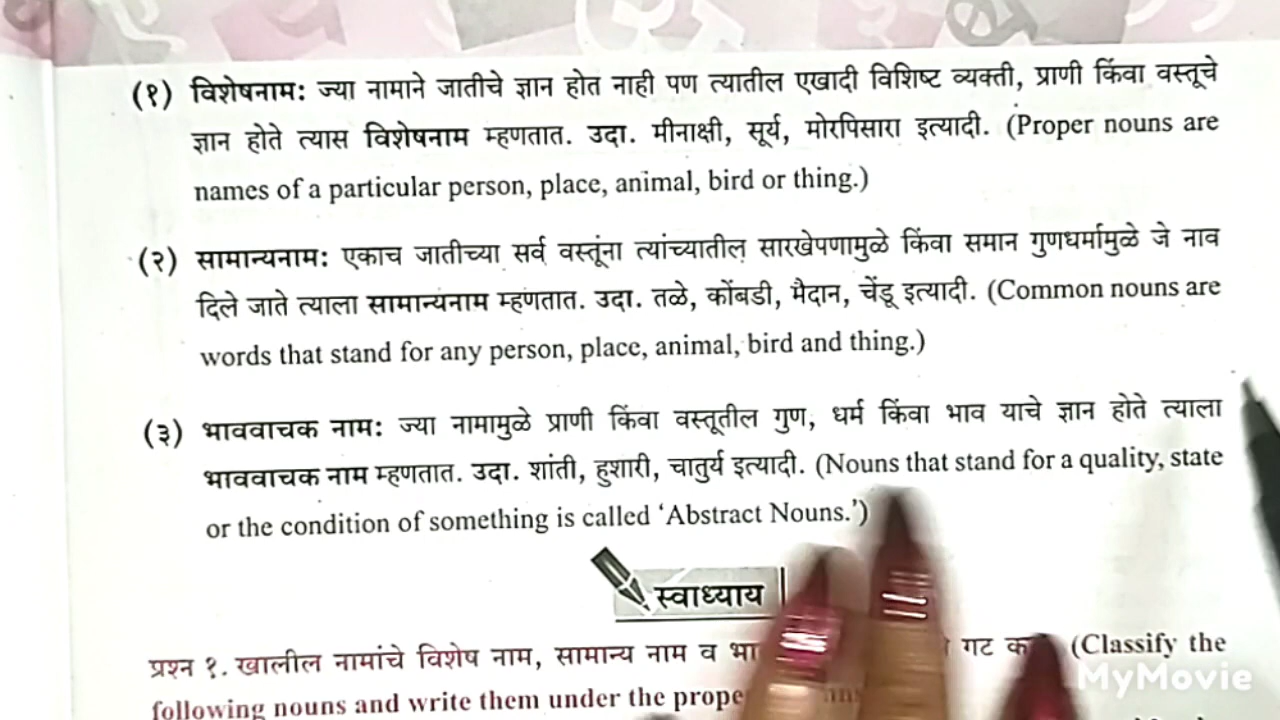 (१) विशेषनाम: ज्या नामाने जातीचे ज्ञान होत नाही पण त्यातील एखादी विशिष्ट व्यक्ती, प्राणी किंवा वस्तूचे
ज्ञान होते त्यास विशेषनाम म्हणतात. उदा. मीनाक्षी, सूर्य, मोरपिसारा इत्यादी. (Proper nouns are
names of a particular person, place, animal, bird or thing.)
(२) सामान्यनाम: एकाच जातीच्या सर्व वस्तूंना त्यांच्यातील सारखेपणामुळे किंवा समान गुणधर्मामुळे जे नाव
दिले जाते त्याला सामान्यनाम म्हणतात. उदा. तळे, कोंबडी, मैदान, चेंडू इत्यादी. (Common nouns are
words that stand for any person, place, animal, bird and thing.)
(३) भाववाचक नाम: ज्या नामामुळे प्राणी किंवा वस्तूतील गुण, धर्म किंवा भाव याचे ज्ञान होते त्याला
भाववाचक नाम म्हणतात. उदा. शांती, हुशारी, चातुर्य इत्यादी. (Nouns that stand for a quality, state
or the condition of something is called ‘Abstract Nouns.’)
स्वाध्याय
प्रश्न १. खालील नामांचे विशेष नाम, सामान्य नाम व गट (Classify the
following nouns and write them under the
MyMovie